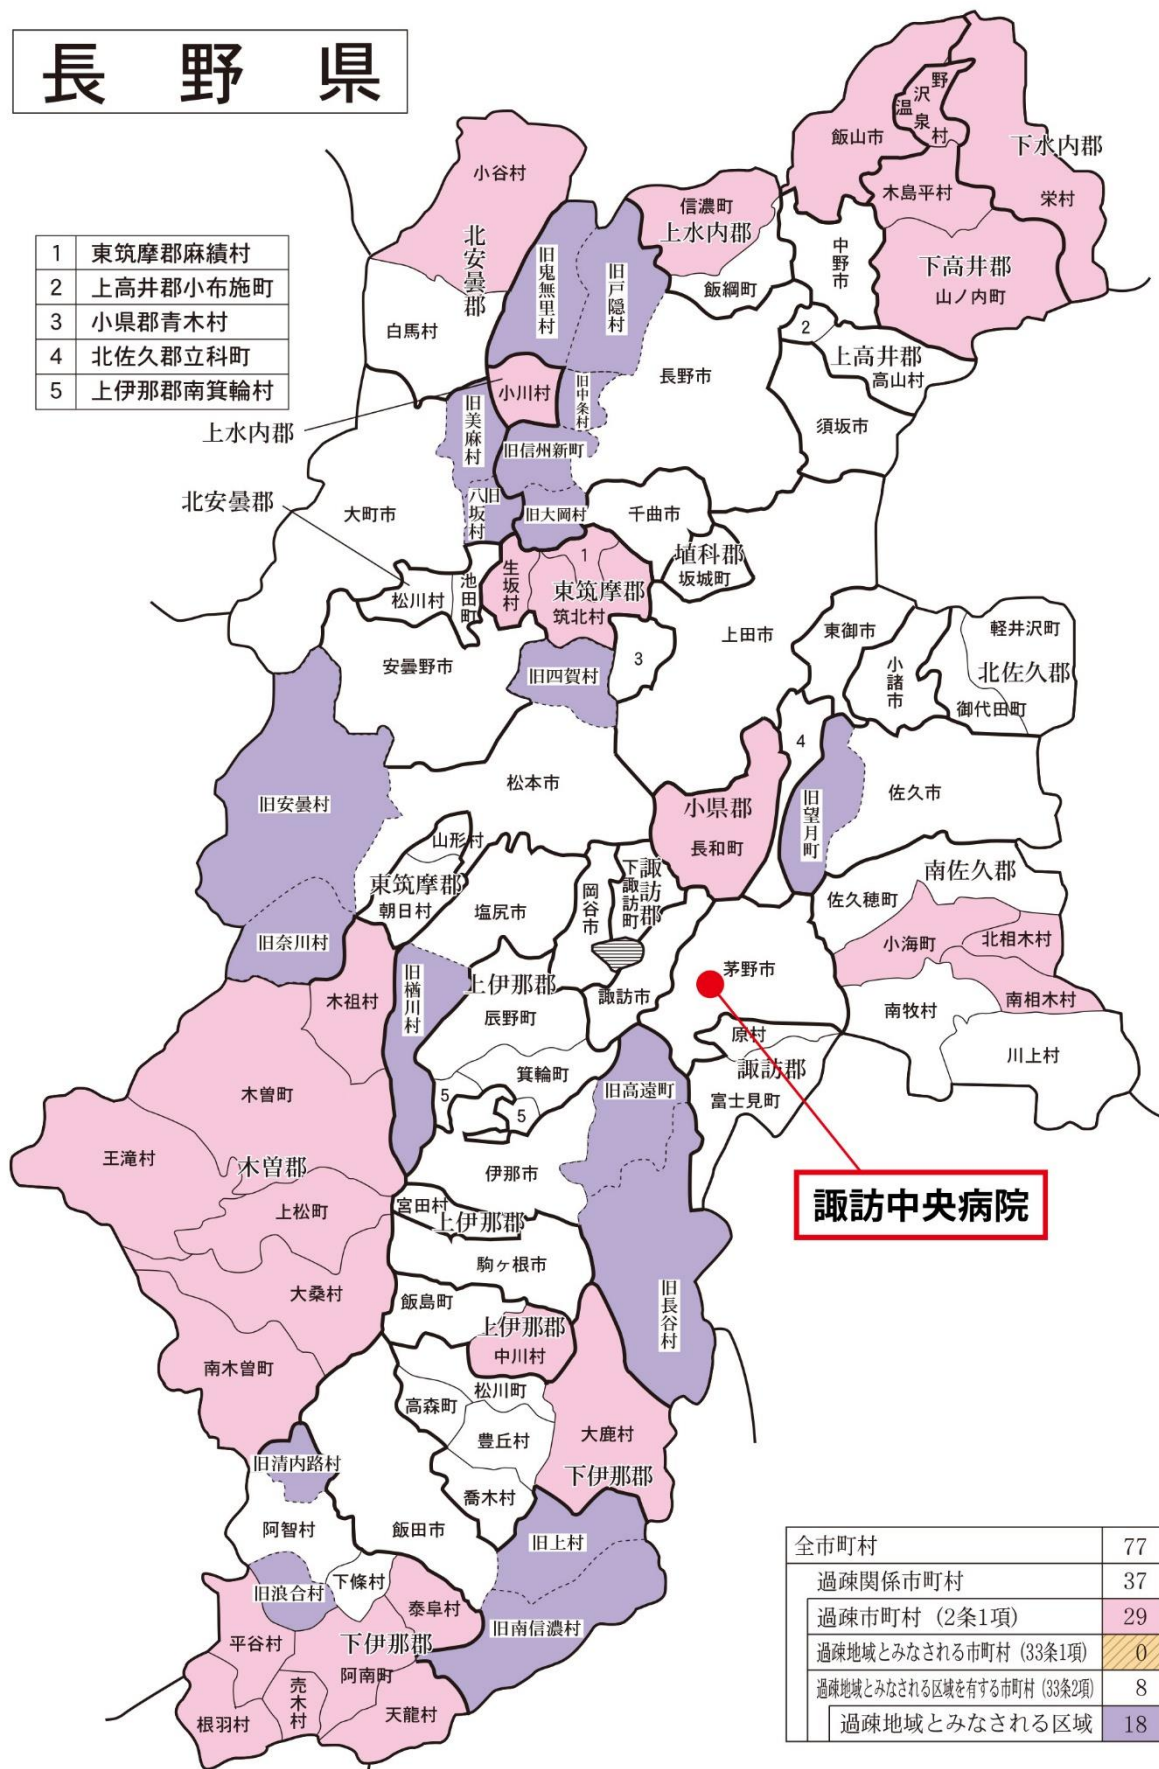 長野県
1 東筑摩郡麻績村
2 上高井郡小布施町
3 小県郡青木村
4 北佐久郡立科町
5 上伊那郡南箕輪村
野沢温泉村
飯山市
下水内郡
栄村
木島平村
小谷村
北安曇郡
信濃町
上水内郡
飯綱町
中野市
下高井郡
山ノ内町
旧鬼無里村
旧戸隠村
白馬村
2
上高井郡
高山村
長野市
小川村
旧中条村
須坂市
上水内郡
旧美麻村
旧信州新町
北安曇郡
大町市
旧八坂村
旧大岡村
千曲市
埴科郡
坂城町
1
生坂村
東筑摩郡
筑北村
松川村
池田町
安曇野市
旧四賀村
3
上田市
東御市
小諸市
軽井沢町
北佐久郡
御代田町
4
旧望月町
佐久市
松本市
旧安曇村
小県郡
長和町
山形村
東筑摩郡
朝日村
塩尻市
岡谷市
下諏訪町
諏訪郡
南佐久郡
佐久穂町
小海町
北相木村
南相木村
南牧村
川上村
旧奈川村
木祖村
旧楢川村
上伊那郡
辰野町
諏訪市
茅野市
原村
諏訪郡
富士見町
箕輪町
5
5
旧高遠町
木曽町
王滝村
木曽郡
上松町
伊那市
宮田村
上伊那郡
諏訪中央病院
駒ヶ根市
大桑村
飯島町
上伊那郡
中川村
旧長谷村
南木曽町
高森町
松川町
豊丘村
大鹿村
下伊那郡
旧清内路村
喬木村
阿智村
飯田市
旧上村
旧浪合村
下條村
泰阜村
旧南信濃村
平谷村
下伊那郡
阿南町
売木村
根羽村
天龍村
全市町村 77
過疎関係市町村 37
過疎市町村（2条1項） 29
過疎地域とみなされる市町村（33条1項） 0
過疎地域とみなされる区域を有する市町村（33条2項） 8
過疎地域とみなされる区域 18